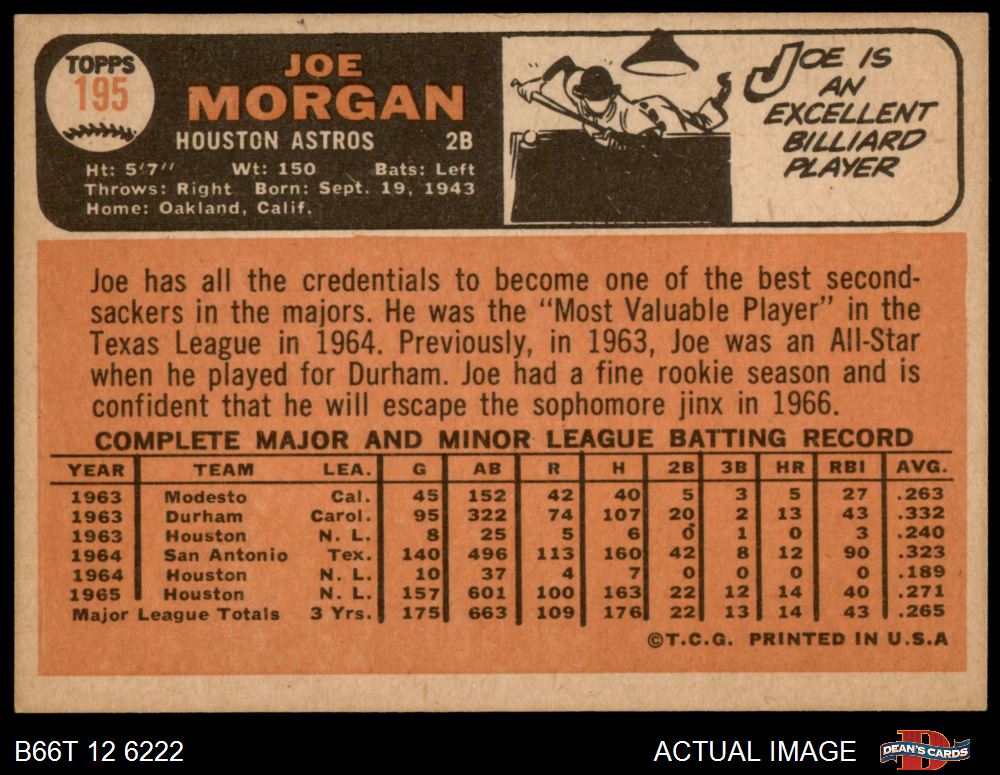 TOPPS
195
JOE
MORGAN
HOUSTON ASTROS 2B
Ht: 5'7" Wt: 150 Bats: Left
Throws: Right Born: Sept. 19, 1943
Home: Oakland, Calif.
JOE IS
AN
EXCELLENT
BILLIARD
PLAYER
Joe has all the credentials to become one of the best second-
sackers in the majors. He was the "Most Valuable Player" in the
Texas League in 1964. Previously, in 1963, Joe was an All-Star
when he played for Durham. Joe had a fine rookie season and is
confident that he will escape the sophomore jinx in 1966.
COMPLETE MAJOR AND MINOR LEAGUE BATTING RECORD
YEAR TEAM LEA. G AB R H 2B 3B HR RBI AVG.
1963 Modesto Cal. 45 152 42 40 5 3 5 27 .263
1963 Durham Carol. 95 322 74 107 20 2 13 43 .332
1963 Houston N. L. 8 25 5 6 0 1 0 3 .240
1964 San Antonio Tex. 140 496 113 160 42 8 12 90 .323
1964 Houston N. L. 10 37 4 7 0 0 0 0 .189
1965 Houston N. L. 157 601 100 163 22 12 14 40 .271
Major League Totals 3 Yrs. 175 663 109 176 22 13 14 43 .265
©T.C.G. PRINTED IN U.S.A
B66T 12 6222
ACTUAL IMAGE
DEAN'S CARDS